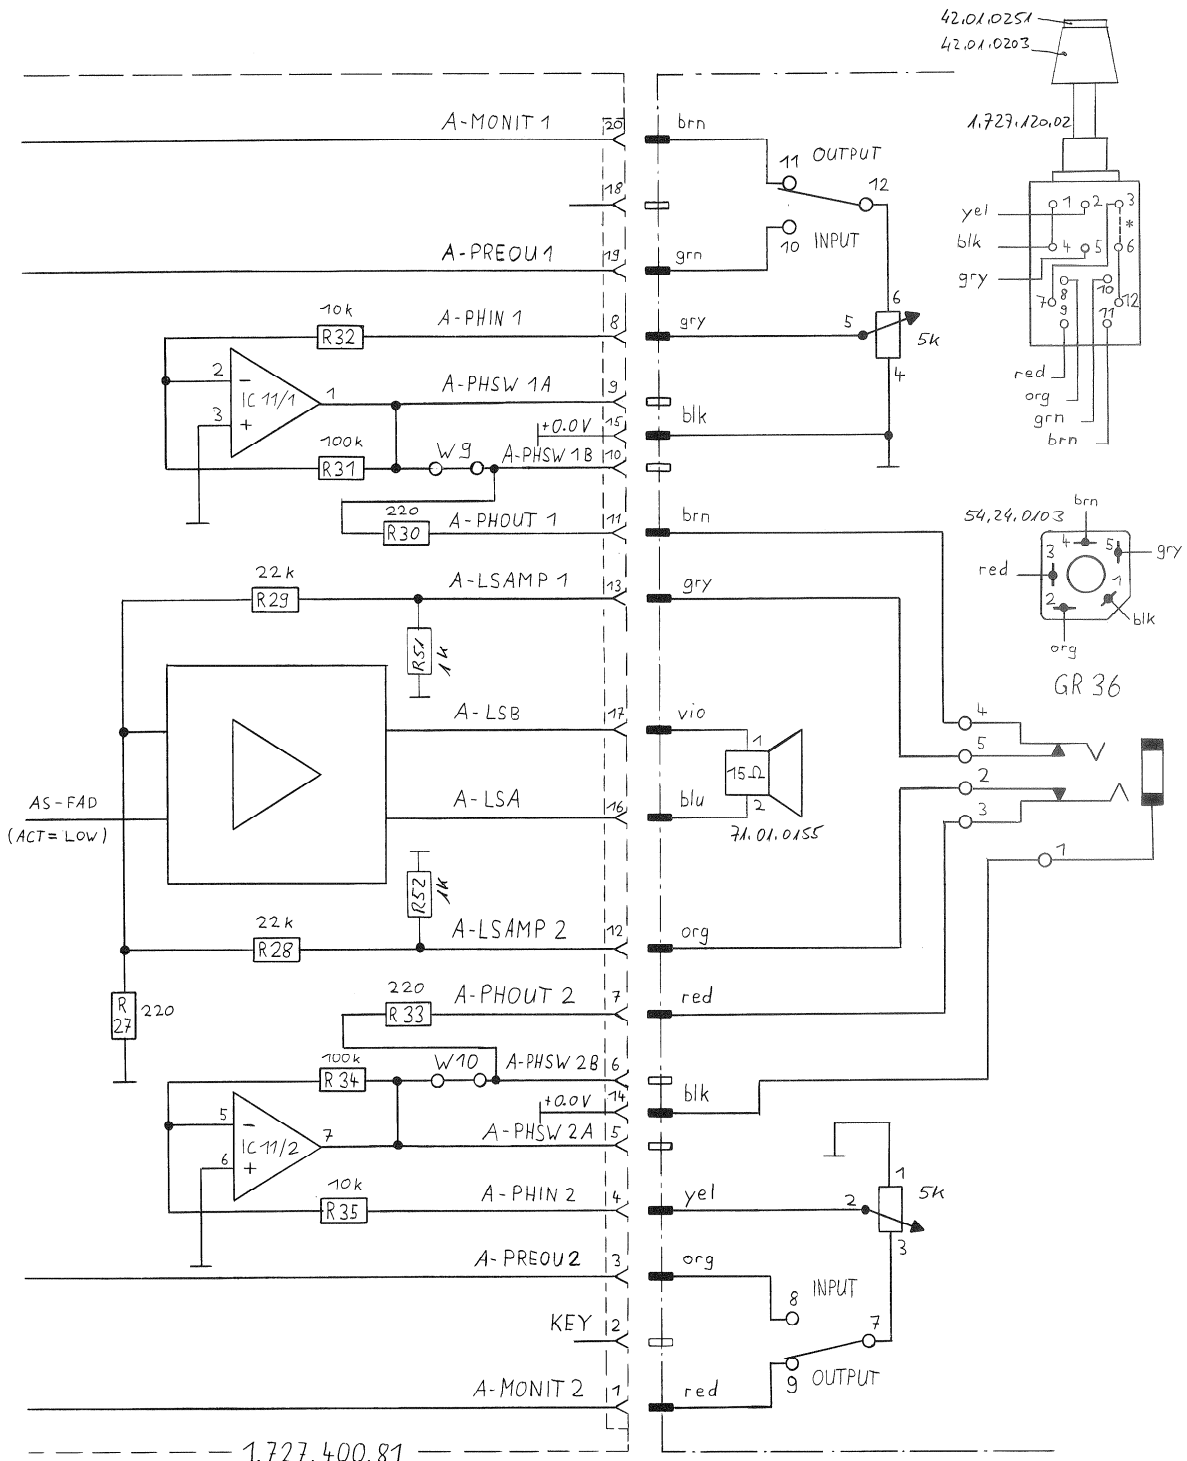 42.01.0251
42.01.0203
1.727.120.02
A-MONIT 1
20
brn
11 OUTPUT
12
10 INPUT
18
A-PREOU 1
19
grn
yel
blk
gry
1 2 3
*
4 5 6
7 8 10 12
9 11
red
org
grn
brn
10k
R32
A-PHIN 1
8
gry
5
6
5k
4
2
−
IC 11/1
1
3
+
A-PHSW 1A
9
+0.0V
15
blk
100k
R31
W9
A-PHSW 1B
10
220
R30
A-PHOUT 1
11
brn
54.24.0103
brn
3 4 5
gry
red
1
2
blk
org
GR 36
22k
R29
A-LSAMP 1
13
gry
R51
1k
A-LSB
17
vio
1
15Ω
2
71.01.0155
4
5
2
3
1
AS-FAD
(ACT=LOW)
A-LSA
16
blu
R52
1k
22k
R28
A-LSAMP 2
12
org
R
27
220
220
R33
A-PHOUT 2
7
red
100k
R34
W10
A-PHSW 2B
6
+0.0V
14
blk
5
−
IC 11/2
7
6
+
A-PHSW 2A
5
10k
R35
A-PHIN 2
4
yel
2
1
5k
3
A-PREOU 2
3
org
8
INPUT
KEY
2
7
9 OUTPUT
A-MONIT 2
1
red
1.727.400.81